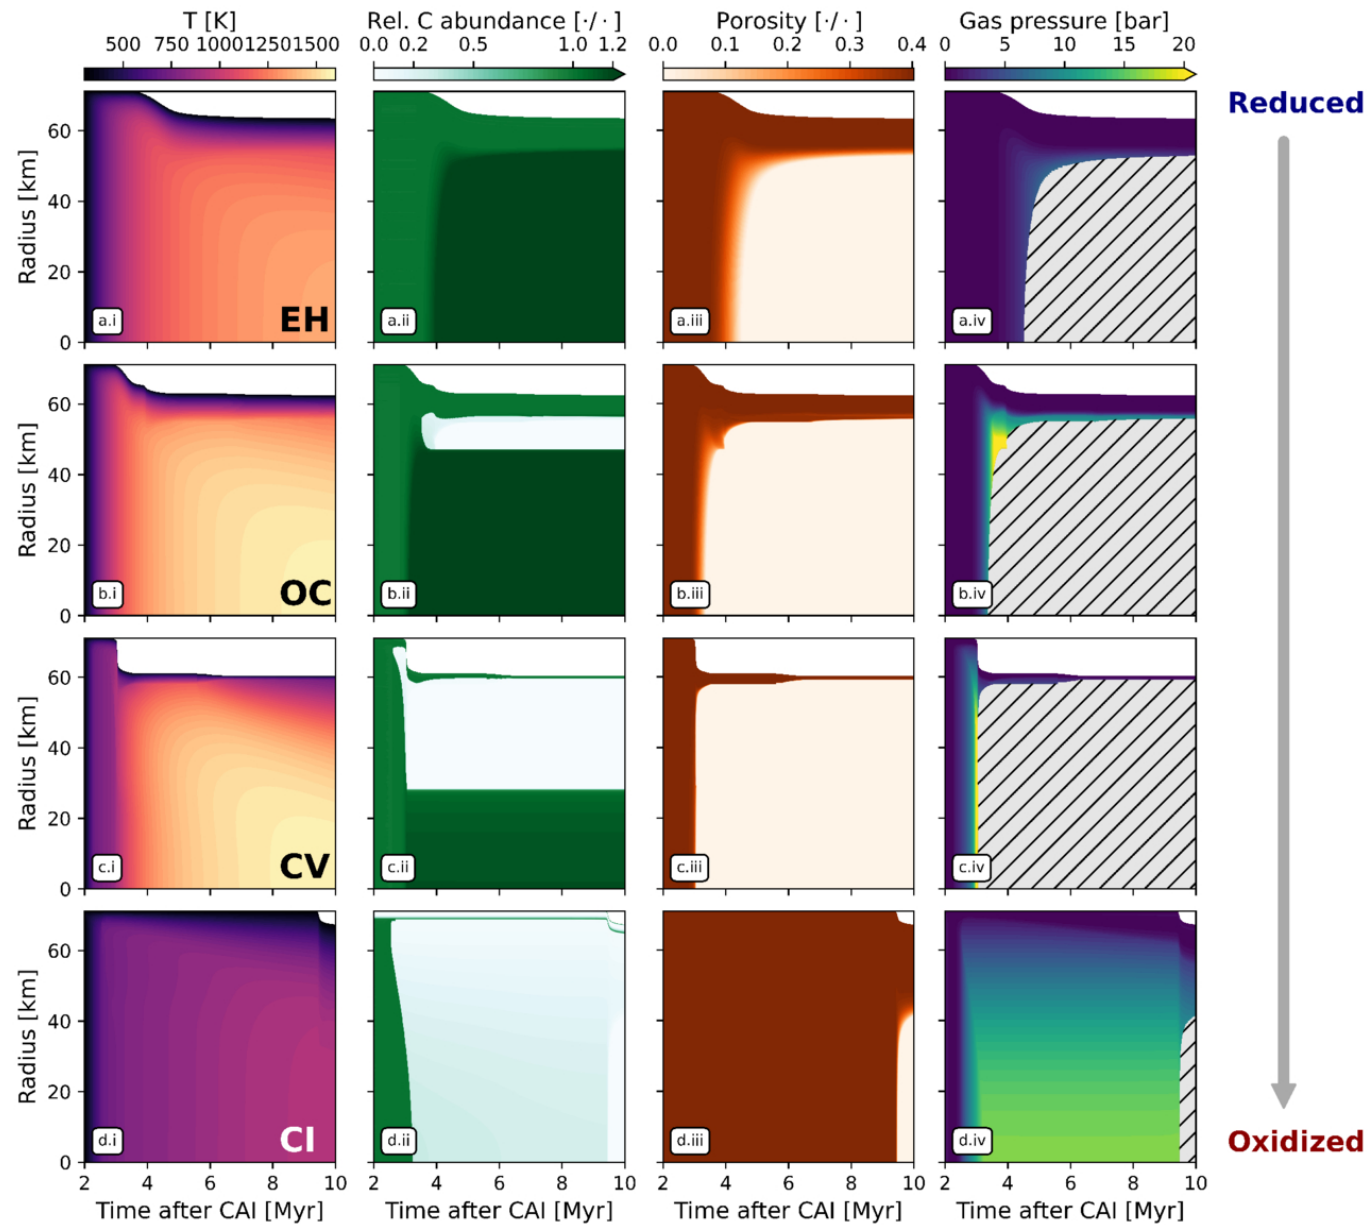 T [K]
Rel. C abundance [·/·]
Porosity [·/·]
Gas pressure [bar]
500 750 1000 1250 1500
0.0 0.2 0.5 1.0 1.2
0.0 0.1 0.2 0.3 0.4
0 5 10 15 20
Reduced
Radius [km]
60
40
20
0
a.i
EH
a.ii
a.iii
a.iv
Radius [km]
60
40
20
0
b.i
OC
b.ii
b.iii
b.iv
Radius [km]
60
40
20
0
c.i
CV
c.ii
c.iii
c.iv
Radius [km]
60
40
20
0
d.i
CI
d.ii
d.iii
d.iv
Oxidized
2 4 6 8 10
2 4 6 8 10
2 4 6 8 10
2 4 6 8 10
Time after CAI [Myr]
Time after CAI [Myr]
Time after CAI [Myr]
Time after CAI [Myr]